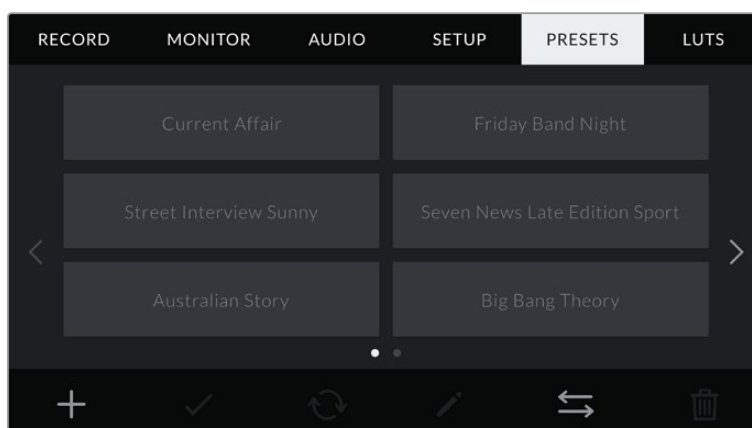 RECORD MONITOR AUDIO SETUP PRESETS LUTS
Current Affair Friday Band Night
Street Interview Sunny Seven News Late Edition Sport
Australian Story Big Bang Theory